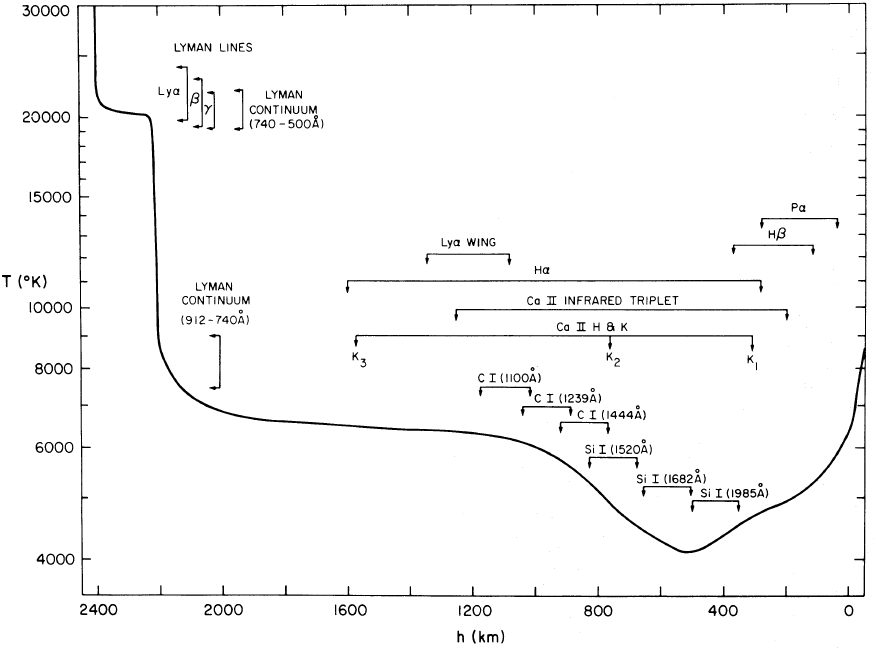 30000
20000
15000
10000
8000
6000
4000
T (°K)
LYMAN LINES
Lyα
β
γ
LYMAN
CONTINUUM
(740-500Å)
LYMAN
CONTINUUM
(912-740Å)
Pα
Hβ
Lyα WING
Hα
Ca II INFRARED TRIPLET
Ca II H & K
K3
K2
K1
C I (1100Å)
C I (1239Å)
C I (1444Å)
Si I (1520Å)
Si I (1682Å)
Si I (1985Å)
2400
2000
1600
1200
800
400
0
h (km)